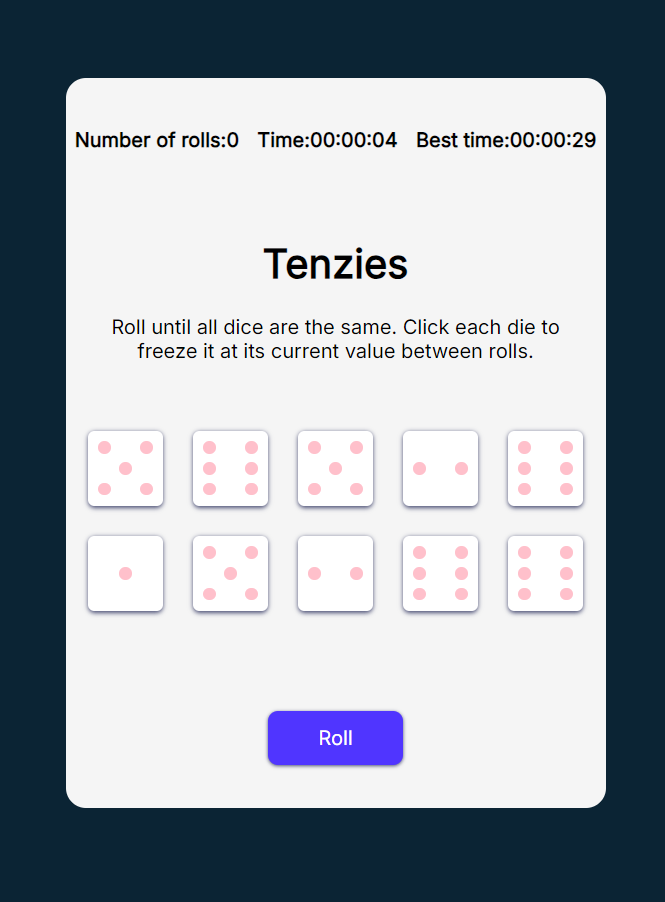 Number of rolls:0 Time:00:00:04 Best time:00:00:29
Tenzies
Roll until all dice are the same. Click each die to
freeze it at its current value between rolls.
Roll